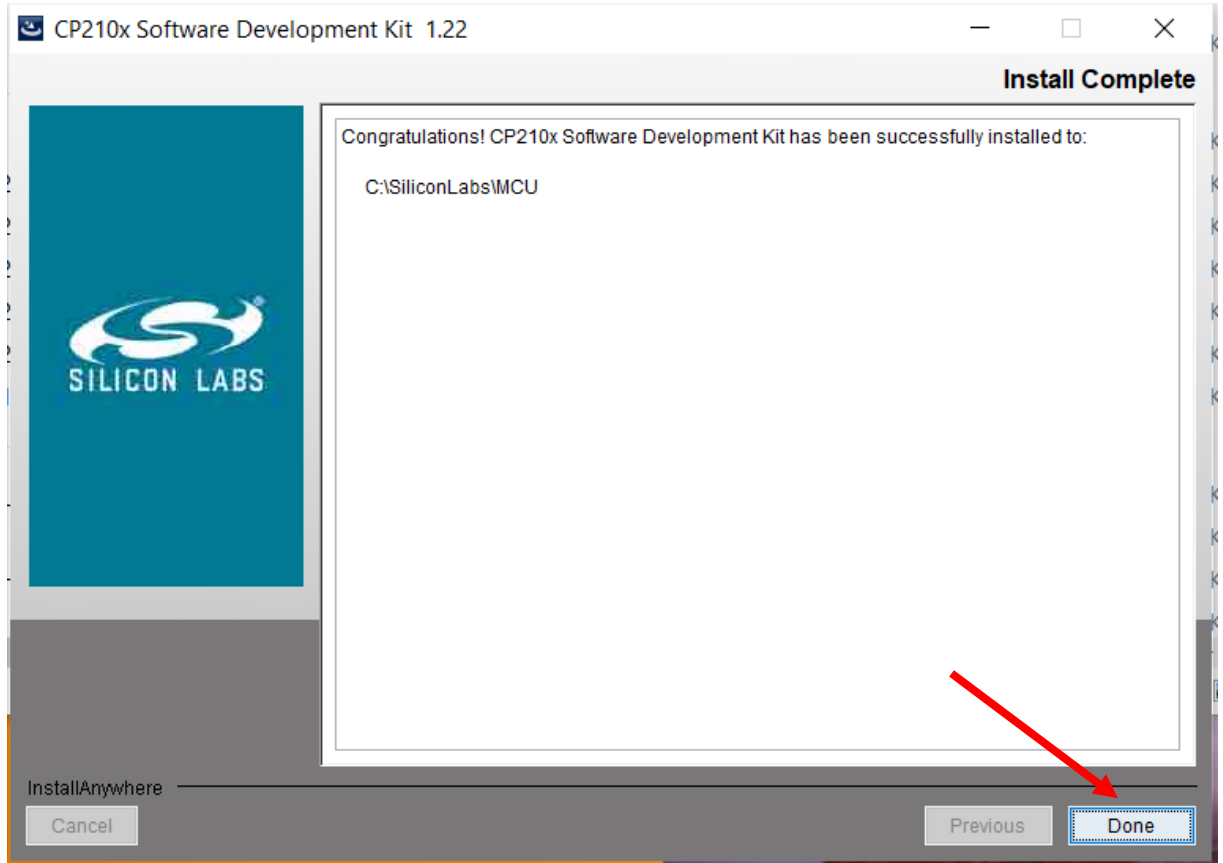 CP210x Software Development Kit 1.22
Install Complete
Congratulations! CP210x Software Development Kit has been successfully installed to:
C:\SiliconLabs\MCU
SILICON LABS
InstallAnywhere
Cancel
Previous
Done